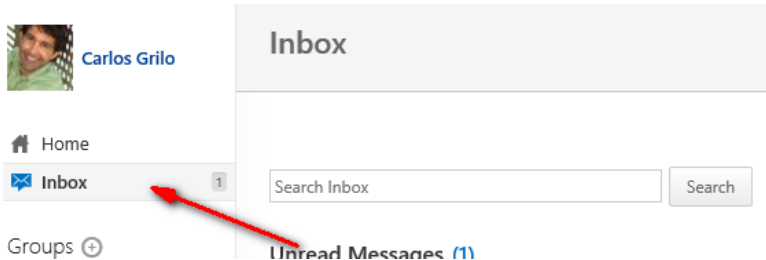 Carlos Grilo
Inbox
Home
Inbox 1
Search Inbox Search
Groups
Unread Messages (1)